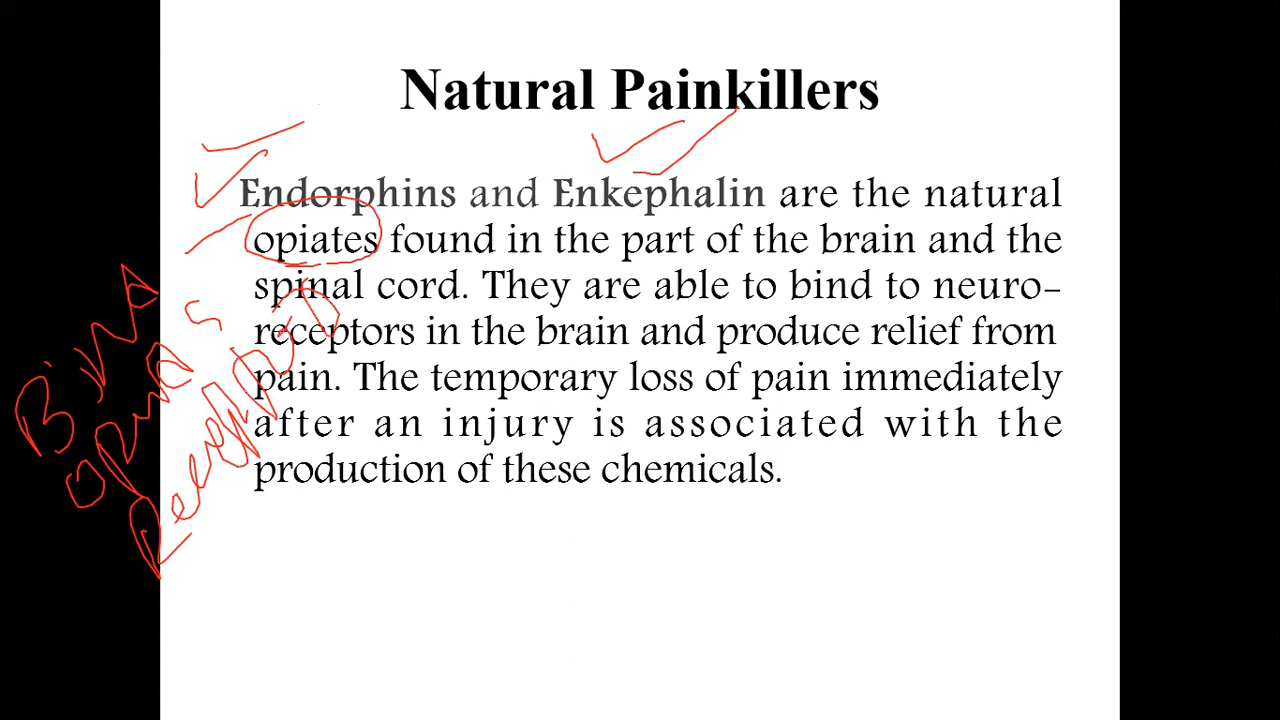 Natural Painkillers
Endorphins and Enkephalin are the natural
opiates found in the part of the brain and the
spinal cord. They are able to bind to neuro-
receptors in the brain and produce relief from
pain. The temporary loss of pain immediately
after an injury is associated with the
production of these chemicals.
Bind